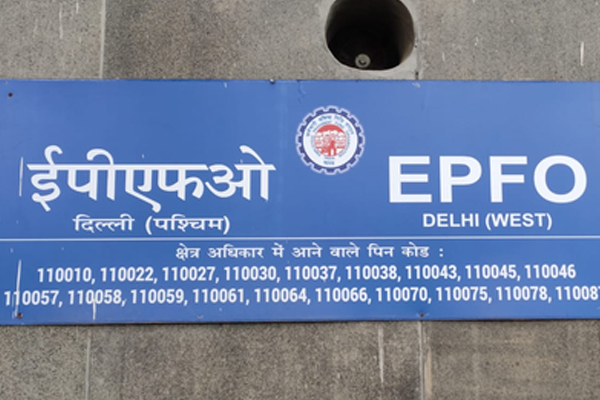 ईपीएफओ
दिल्ली (पश्चिम)
EPFO
DELHI (WEST)
क्षेत्र अधिकार में आने वाले पिन कोड :
110010, 110022, 110027, 110030, 110037, 110038, 110043, 110045, 110046
110057, 110058, 110059, 110061, 110064, 110066, 110070, 110075, 110078,